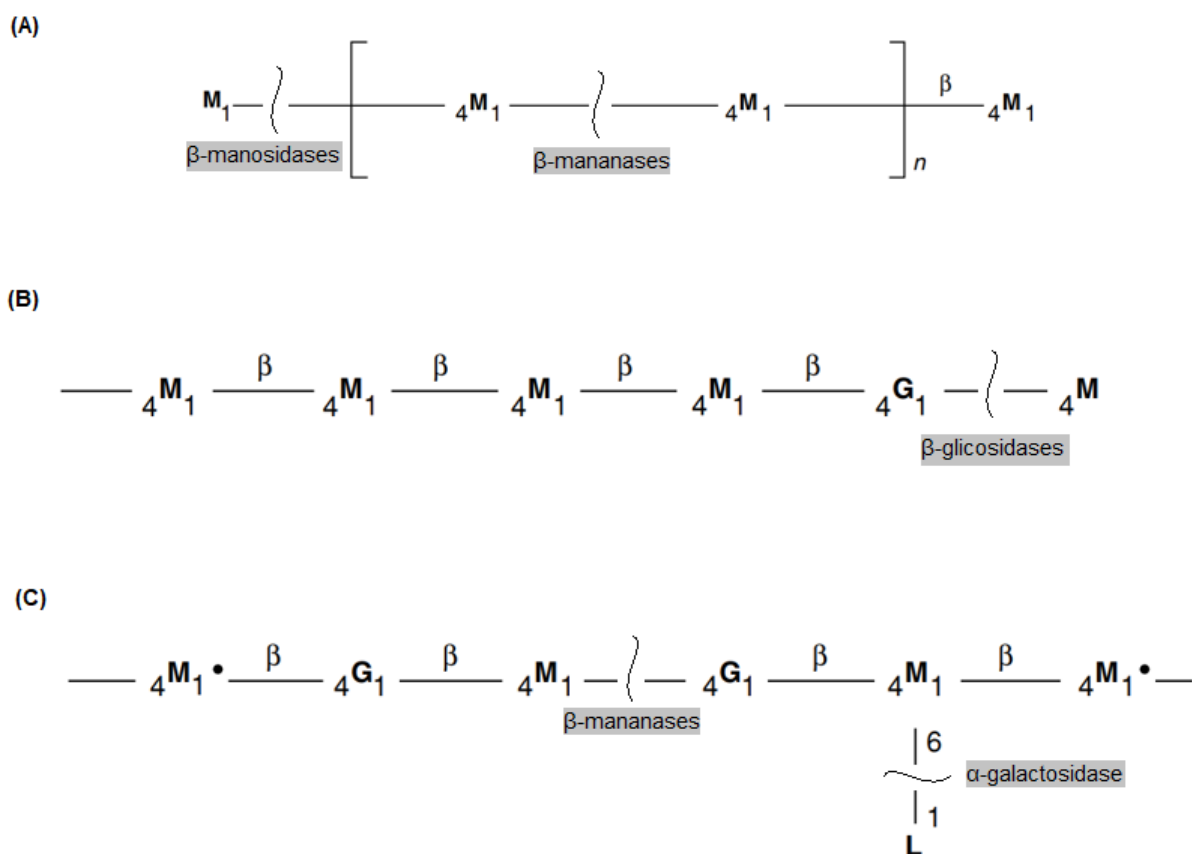 (A)
β
M1 4M1 4M1 4M1
β-manosidases β-mananases n
(B)
β β β β
4M1 4M1 4M1 4M1 4G1 4M
β-glicosidases
(C)
β β β β
4M1• 4G1 4M1 4G1 4M1 4M1•
β-mananases
6
α-galactosidase
1
L